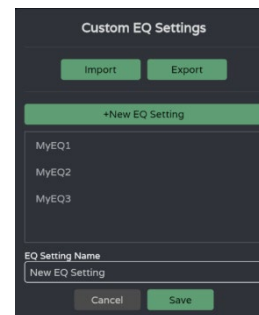 Custom EQ Settings
Import Export
+New EQ Setting
MyEQ1
MyEQ2
MyEQ3
EQ Setting Name
New EQ Setting
Cancel Save